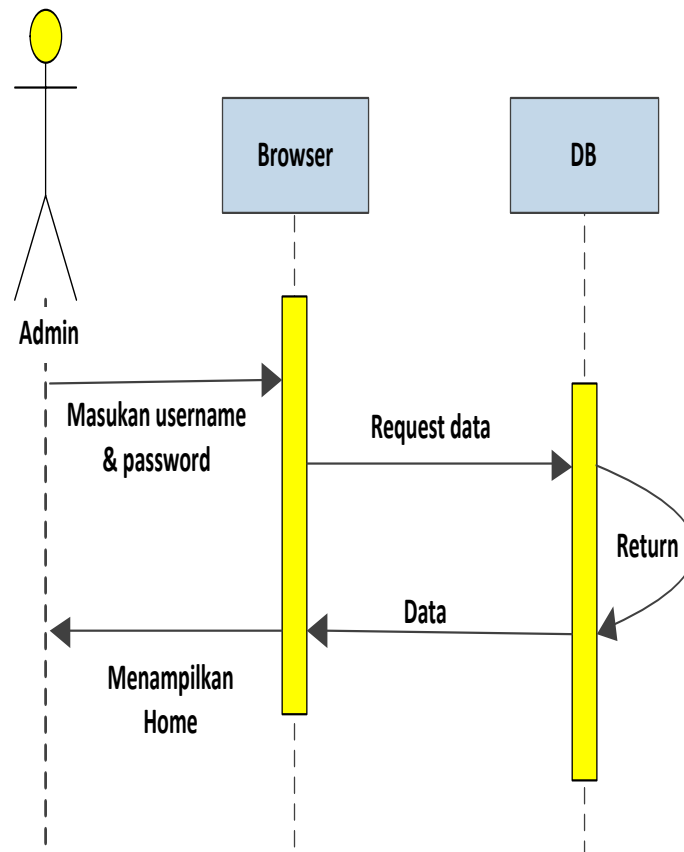 Browser
DB
Admin
Masukan username
& password
Request data
Return
Data
Menampilkan
Home